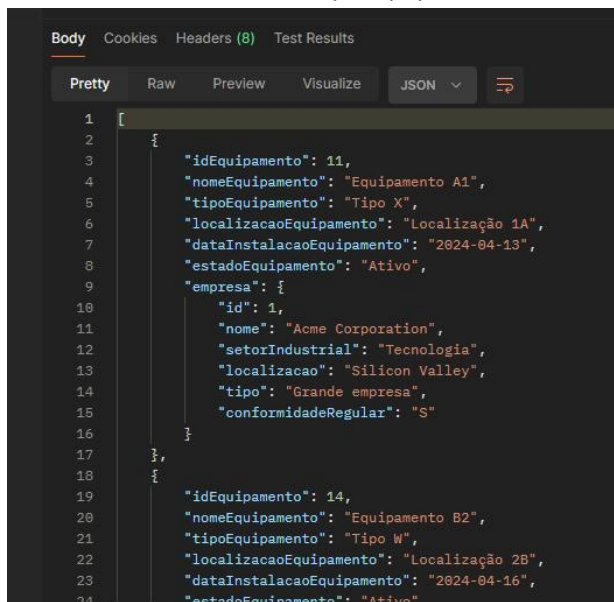 Body Cookies Headers (8) Test Results
Pretty Raw Preview Visualize JSON
1 [
2 {
3 "idEquipamento": 11,
4 "nomeEquipamento": "Equipamento A1",
5 "tipoEquipamento": "Tipo X",
6 "localizacaoEquipamento": "Localização 1A",
7 "dataInstalacaoEquipamento": "2024-04-13",
8 "estadoEquipamento": "Ativo",
9 "empresa": {
10 "id": 1,
11 "nome": "Acme Corporation",
12 "setorIndustrial": "Tecnologia",
13 "localizacao": "Silicon Valley",
14 "tipo": "Grande empresa",
15 "conformidadeRegular": "S"
16 }
17 },
18 {
19 "idEquipamento": 14,
20 "nomeEquipamento": "Equipamento B2",
21 "tipoEquipamento": "Tipo W",
22 "localizacaoEquipamento": "Localização 2B",
23 "dataInstalacaoEquipamento": "2024-04-16",
24 "estadoEquipamento": "Ativo"